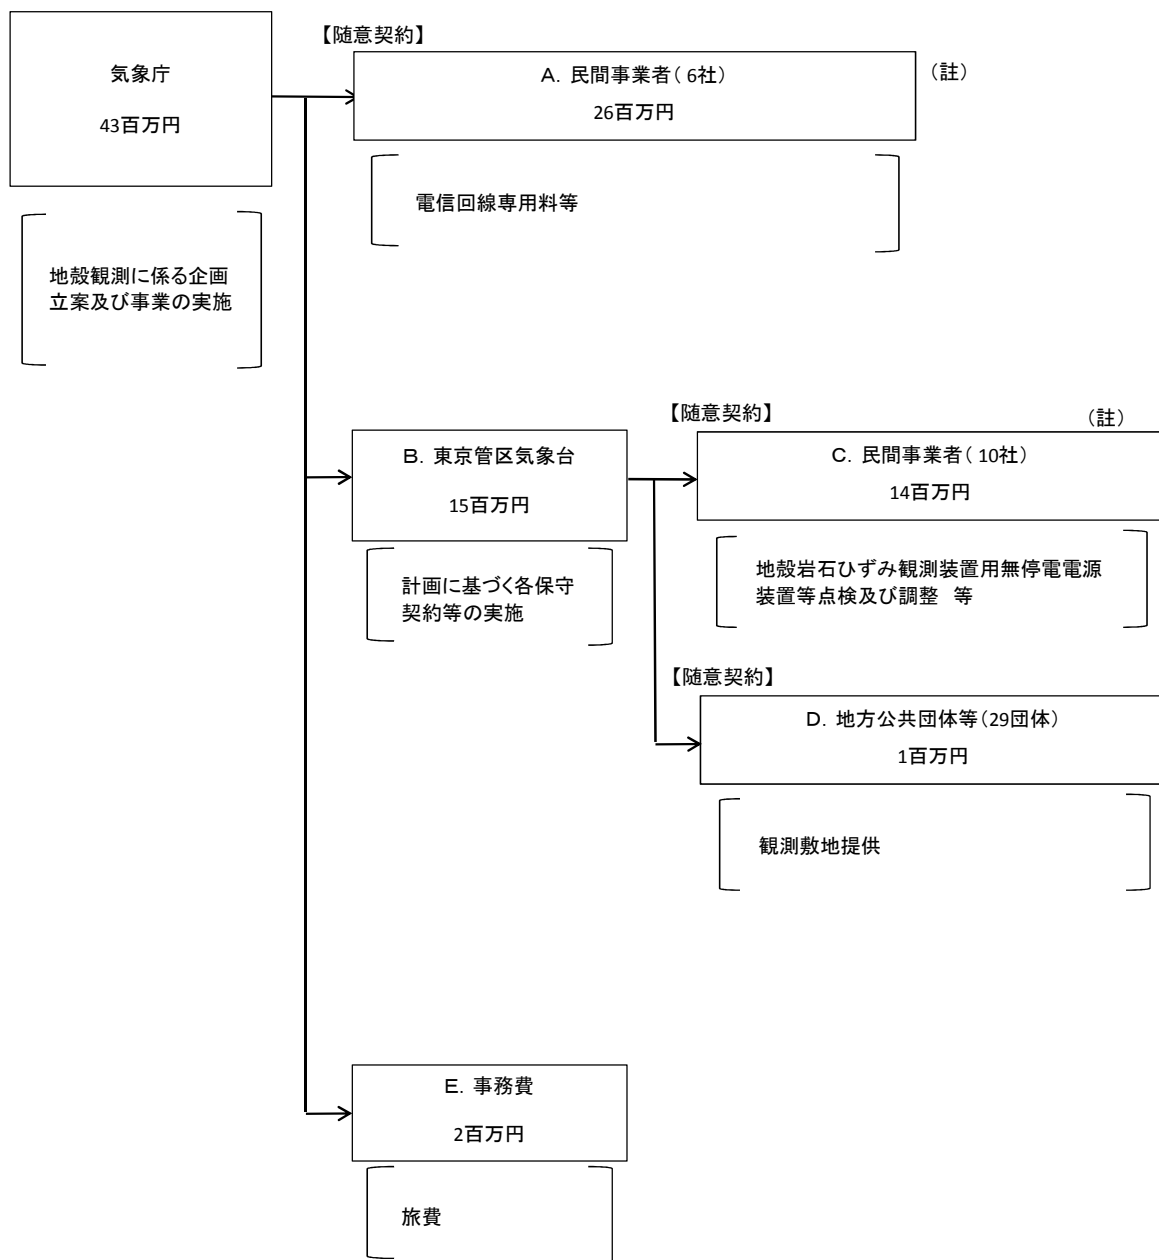 気象庁
43百万円
地殻観測に係る企画
立案及び事業の実施
【随意契約】
A. 民間事業者( 6社)
26百万円
(註)
電信回線専用料等
B. 東京管区気象台
15百万円
計画に基づく各保守
契約等の実施
【随意契約】
(註)
C. 民間事業者( 10社)
14百万円
地殻岩石ひずみ観測装置用無停電電源
装置等点検及び調整 等
【随意契約】
D. 地方公共団体等(29団体)
1百万円
観測敷地提供
E. 事務費
2百万円
旅費